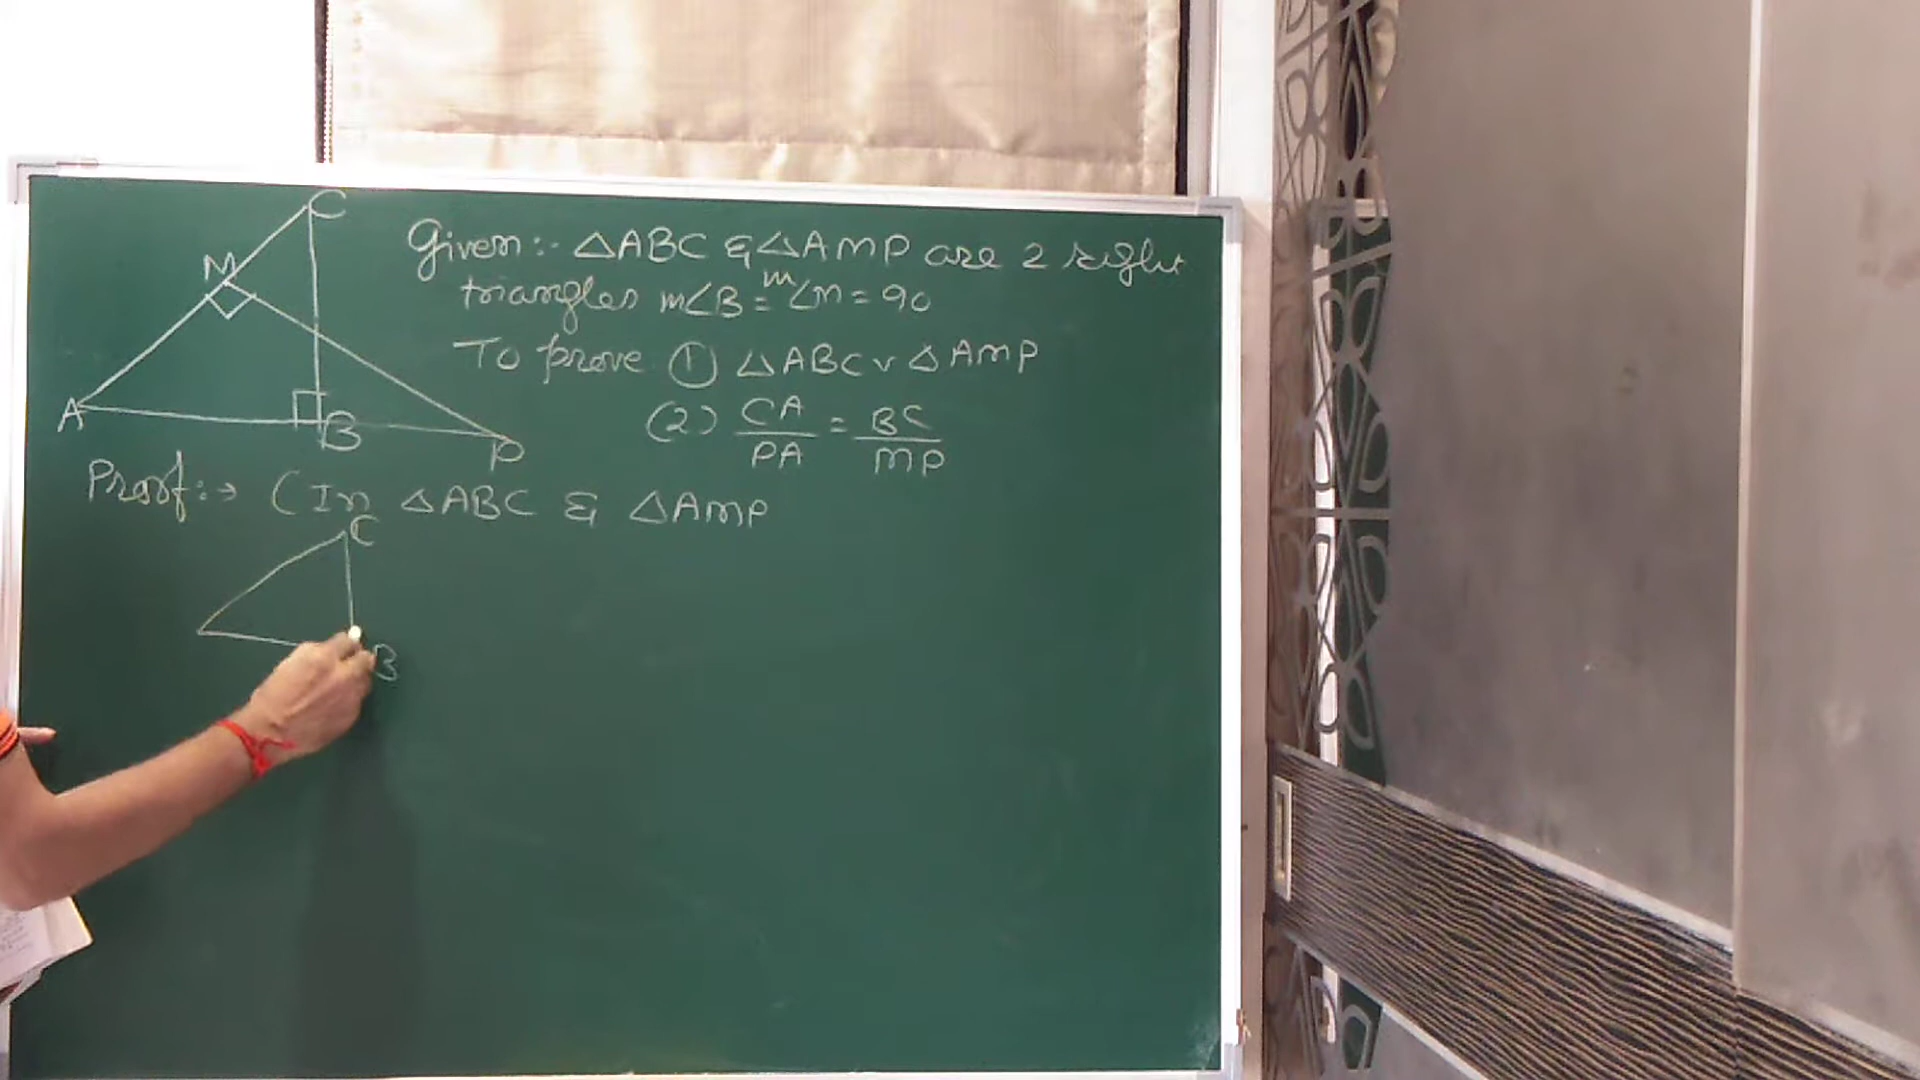 C
M
A
B
P
Given:- △ABC & △AMP are 2 right
triangles m∠B = m∠M = 90
To prove ① △ABC ~ △AMP
(2) CA/PA = BC/MP
Proof:→ (In △ABC & △AMP
C
B